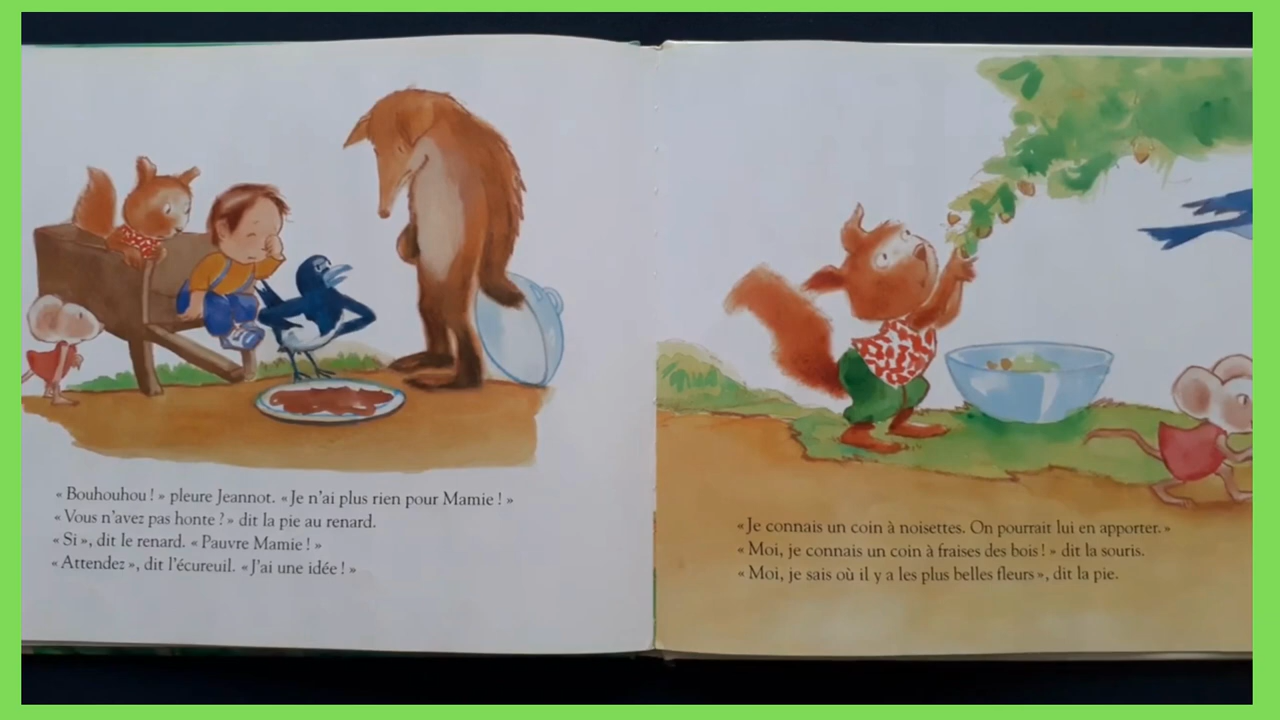 « Bouhouhou ! » pleure Jeannot. « Je n'ai plus rien pour Mamie ! »
« Vous n'avez pas honte ? » dit la pie au renard.
« Si », dit le renard. « Pauvre Mamie ! »
« Attendez », dit l'écureuil. « J'ai une idée ! »
« Je connais un coin à noisettes. On pourrait lui en apporter. »
« Moi, je connais un coin à fraises des bois ! » dit la souris.
« Moi, je sais où il y a les plus belles fleurs », dit la pie.